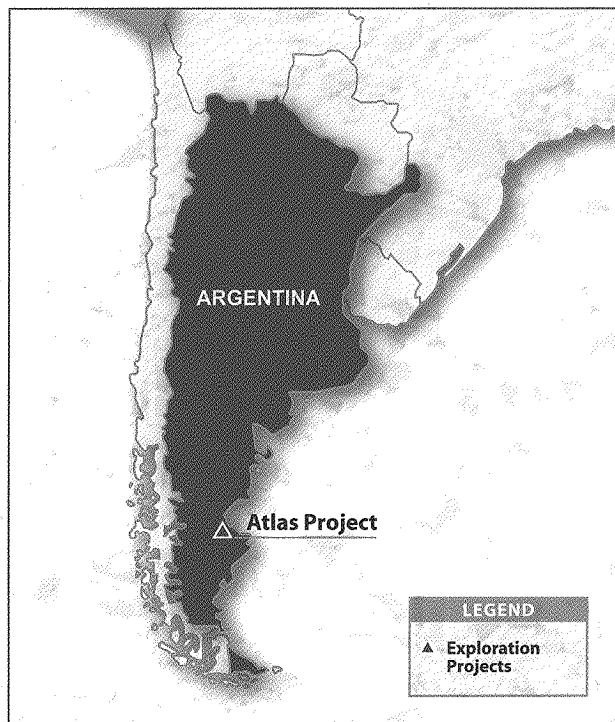 ARGENTINA
Atlas Project
LEGEND
Exploration
Projects